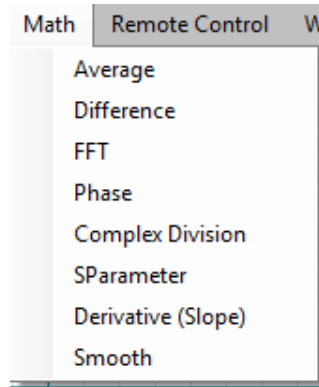 Math Remote Control
Average
Difference
FFT
Phase
Complex Division
SParameter
Derivative (Slope)
Smooth